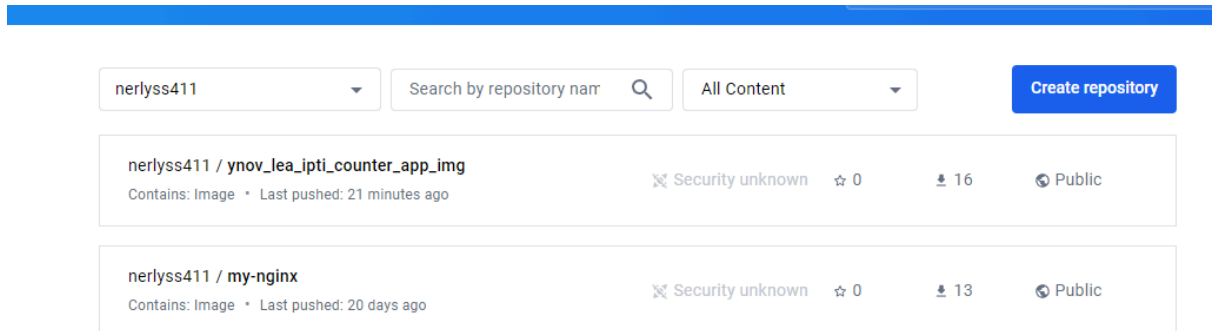 nerlyss411 Search by repository nam All Content Create repository
nerlyss411 / ynov_lea_ipti_counter_app_img
Contains: Image • Last pushed: 21 minutes ago
Security unknown 0 16 Public
nerlyss411 / my-nginx
Contains: Image • Last pushed: 20 days ago
Security unknown 0 13 Public